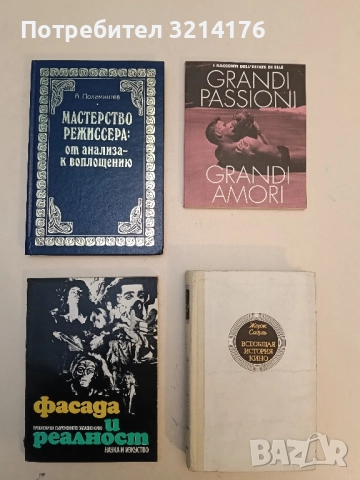 Обява: 3214176
А. Поламишев
МАСТЕРСТВО
РЕЖИССЕРА:
от анализа-
к воплощению
I RACCONTI DELL'ESTATE DI ELLE
GRANDI
PASSIONI
GRANDI
AMORI
фасада
и
реалност
НАУКА И ИЗКУСТВО
Жорж
Садуль
ВСЕОБЩАЯ
ИСТОРИЯ
КИНО
BAZAR